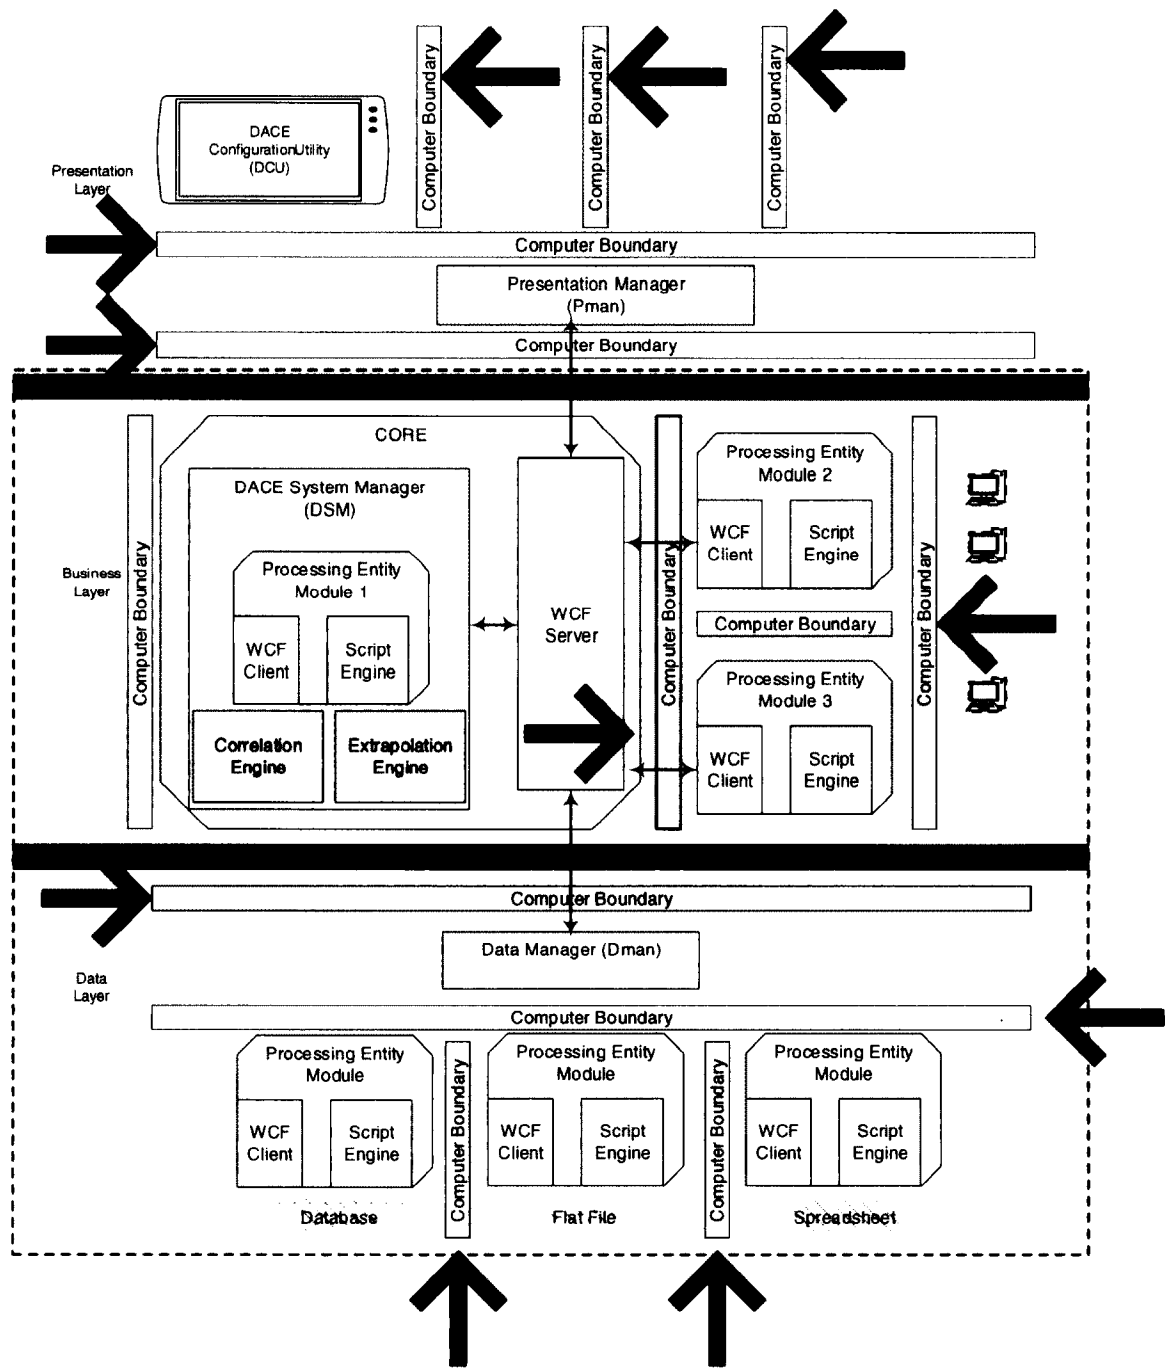 Computer Boundary
Computer Boundary
Computer Boundary
DACE
ConfigurationUtility
(DCU)
Presentation
Layer
Computer Boundary
Presentation Manager
(Pman)
Computer Boundary
CORE
DACE System Manager
(DSM)
Processing Entity
Module 1
WCF
Client
Script
Engine
Correlation
Engine
Extrapolation
Engine
WCF
Server
Business
Layer
Computer Boundary
Computer Boundary
Processing Entity
Module 2
WCF
Client
Script
Engine
Computer Boundary
Processing Entity
Module 3
WCF
Client
Script
Engine
Computer Boundary
Computer Boundary
Data Manager (Dman)
Data
Layer
Computer Boundary
Processing Entity
Module
WCF
Client
Script
Engine
Database
Computer Boundary
Processing Entity
Module
WCF
Client
Script
Engine
Flat File
Computer Boundary
Processing Entity
Module
WCF
Client
Script
Engine
Spreadsheet